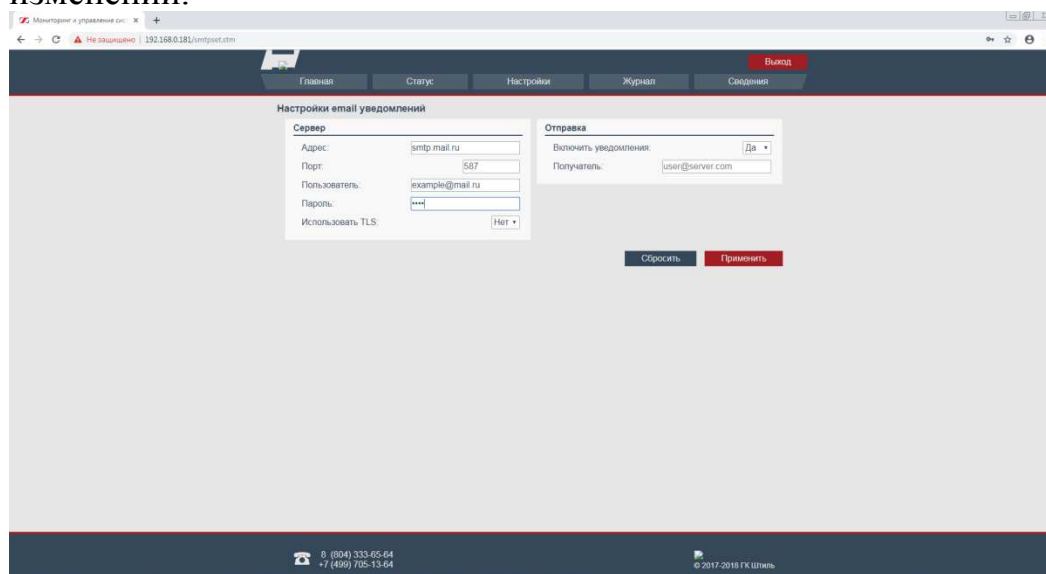 изменений.
Мониторинг и управление сис
Не защищено | 192.168.0.181/smtpset.stm
Выход
Главная Статус Настройки Журнал Сведения
Настройки email уведомлений
Сервер
Адрес: smtp.mail.ru
Порт: 587
Пользователь: example@mail.ru
Пароль: ••••
Использовать TLS: Нет
Отправка
Включить уведомления: Да
Получатель: user@server.com
Сбросить Применить
8 (804) 333-65-64
+7 (499) 705-13-64
© 2017-2018 ГК Штиль